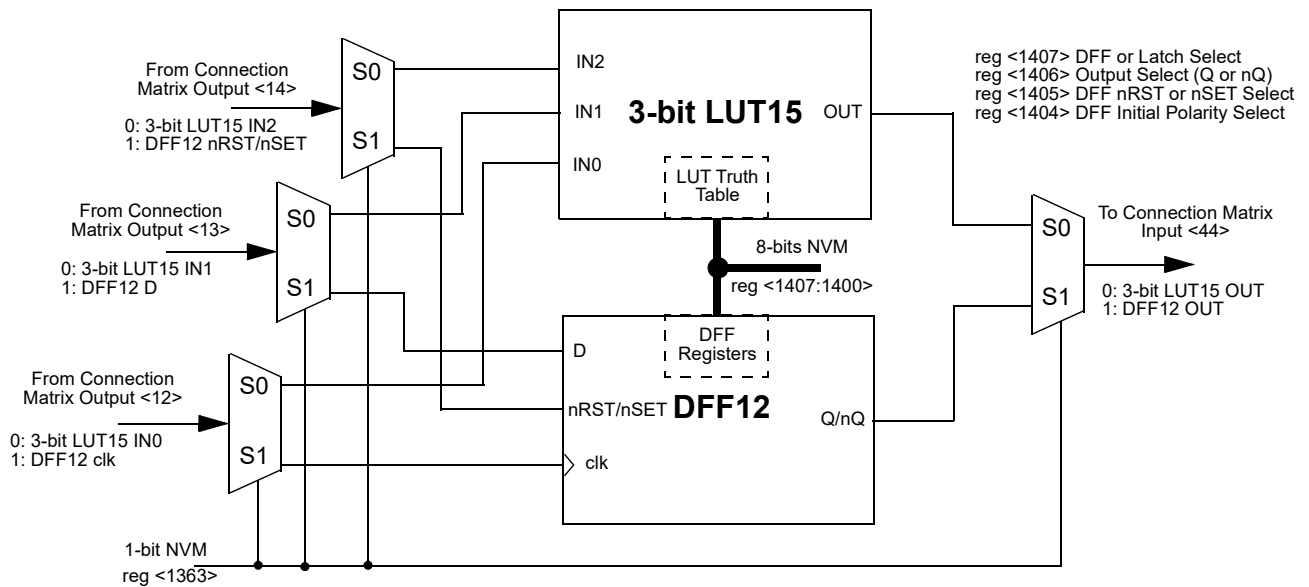 From Connection
Matrix Output <14>
0: 3-bit LUT15 IN2
1: DFF12 nRST/nSET
S0
S1
From Connection
Matrix Output <13>
0: 3-bit LUT15 IN1
1: DFF12 D
S0
S1
From Connection
Matrix Output <12>
0: 3-bit LUT15 IN0
1: DFF12 clk
S0
S1
1-bit NVM
reg <1363>
IN2
IN1
IN0
3-bit LUT15
OUT
LUT Truth
Table
8-bits NVM
reg <1407:1400>
DFF
Registers
D
nRST/nSET
DFF12
Q/nQ
clk
reg <1407> DFF or Latch Select
reg <1406> Output Select (Q or nQ)
reg <1405> DFF nRST or nSET Select
reg <1404> DFF Initial Polarity Select
S0
S1
To Connection Matrix
Input <44>
0: 3-bit LUT15 OUT
1: DFF12 OUT